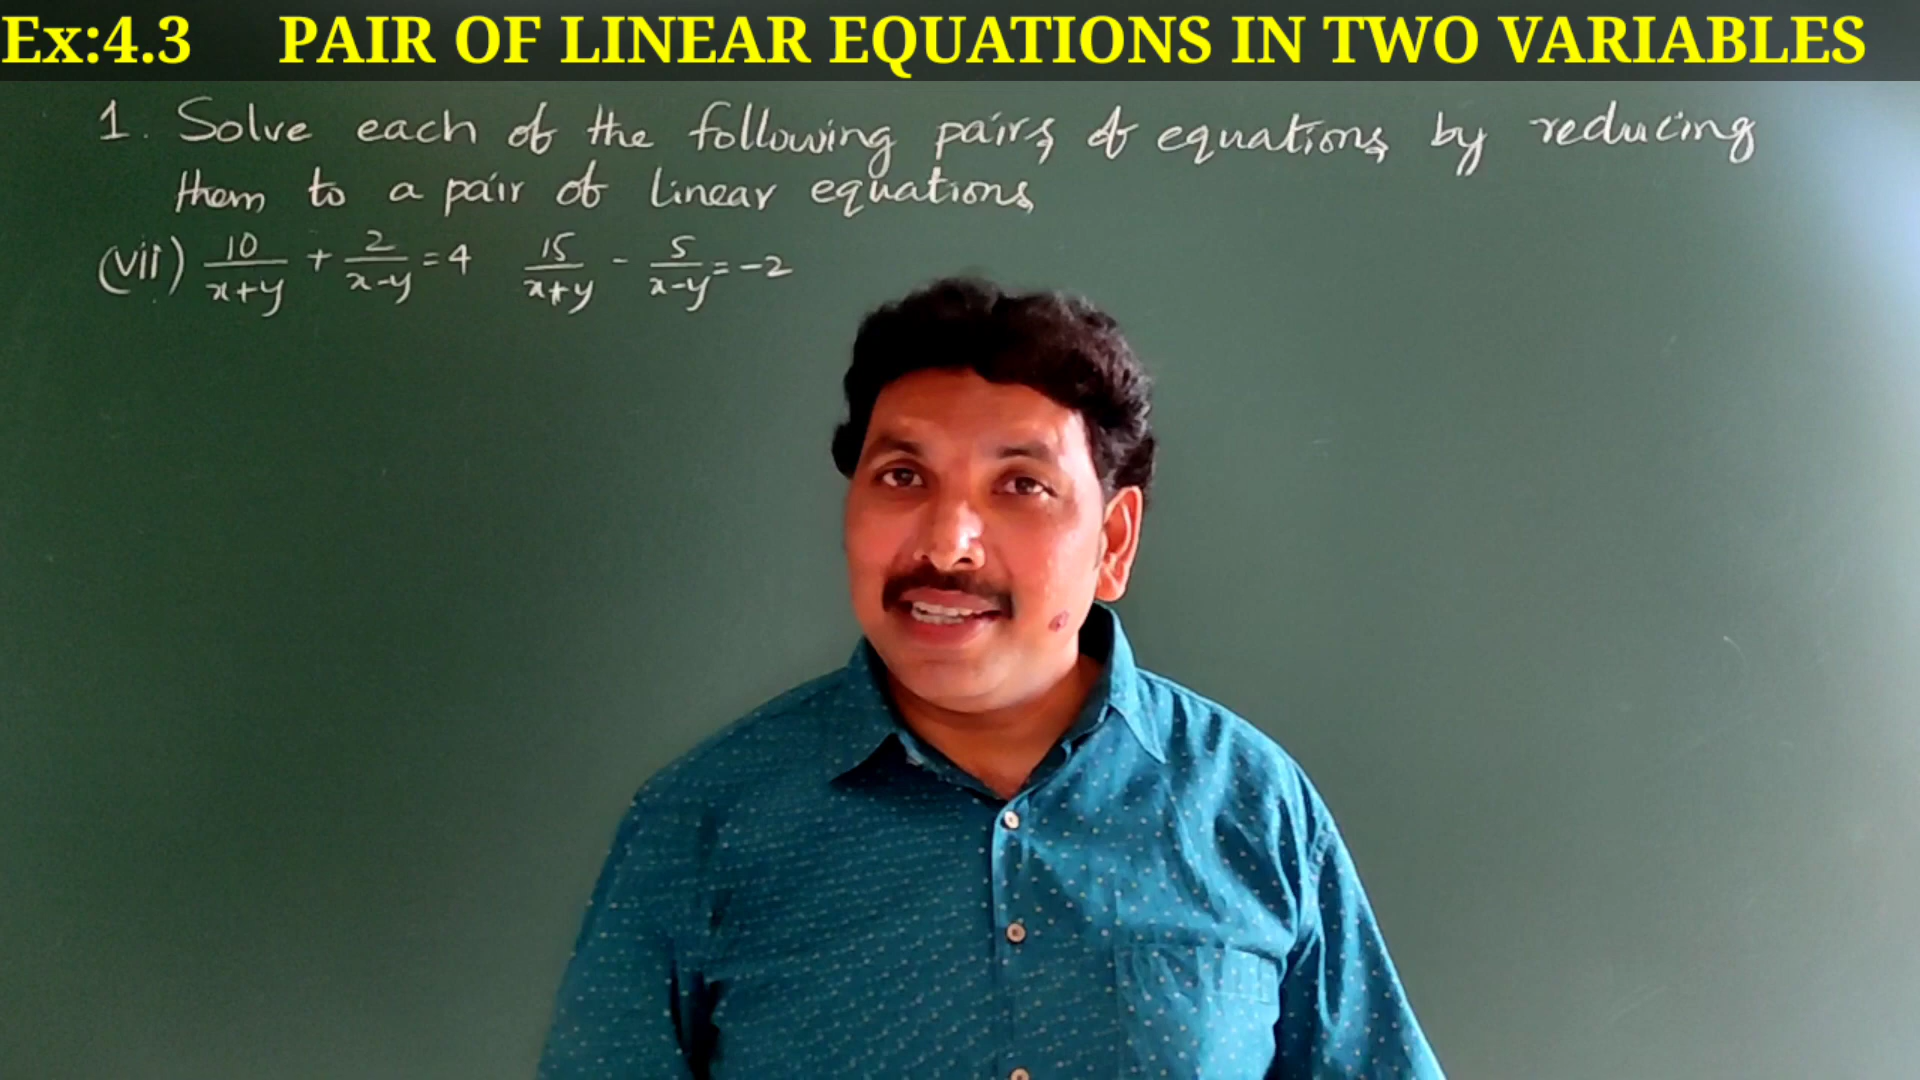 Ex:4.3 PAIR OF LINEAR EQUATIONS IN TWO VARIABLES
1. Solve each of the following pairs of equations by reducing
them to a pair of linear equations
(vii) 10/x+y + 2/x-y = 4 15/x+y - 5/x-y = -2